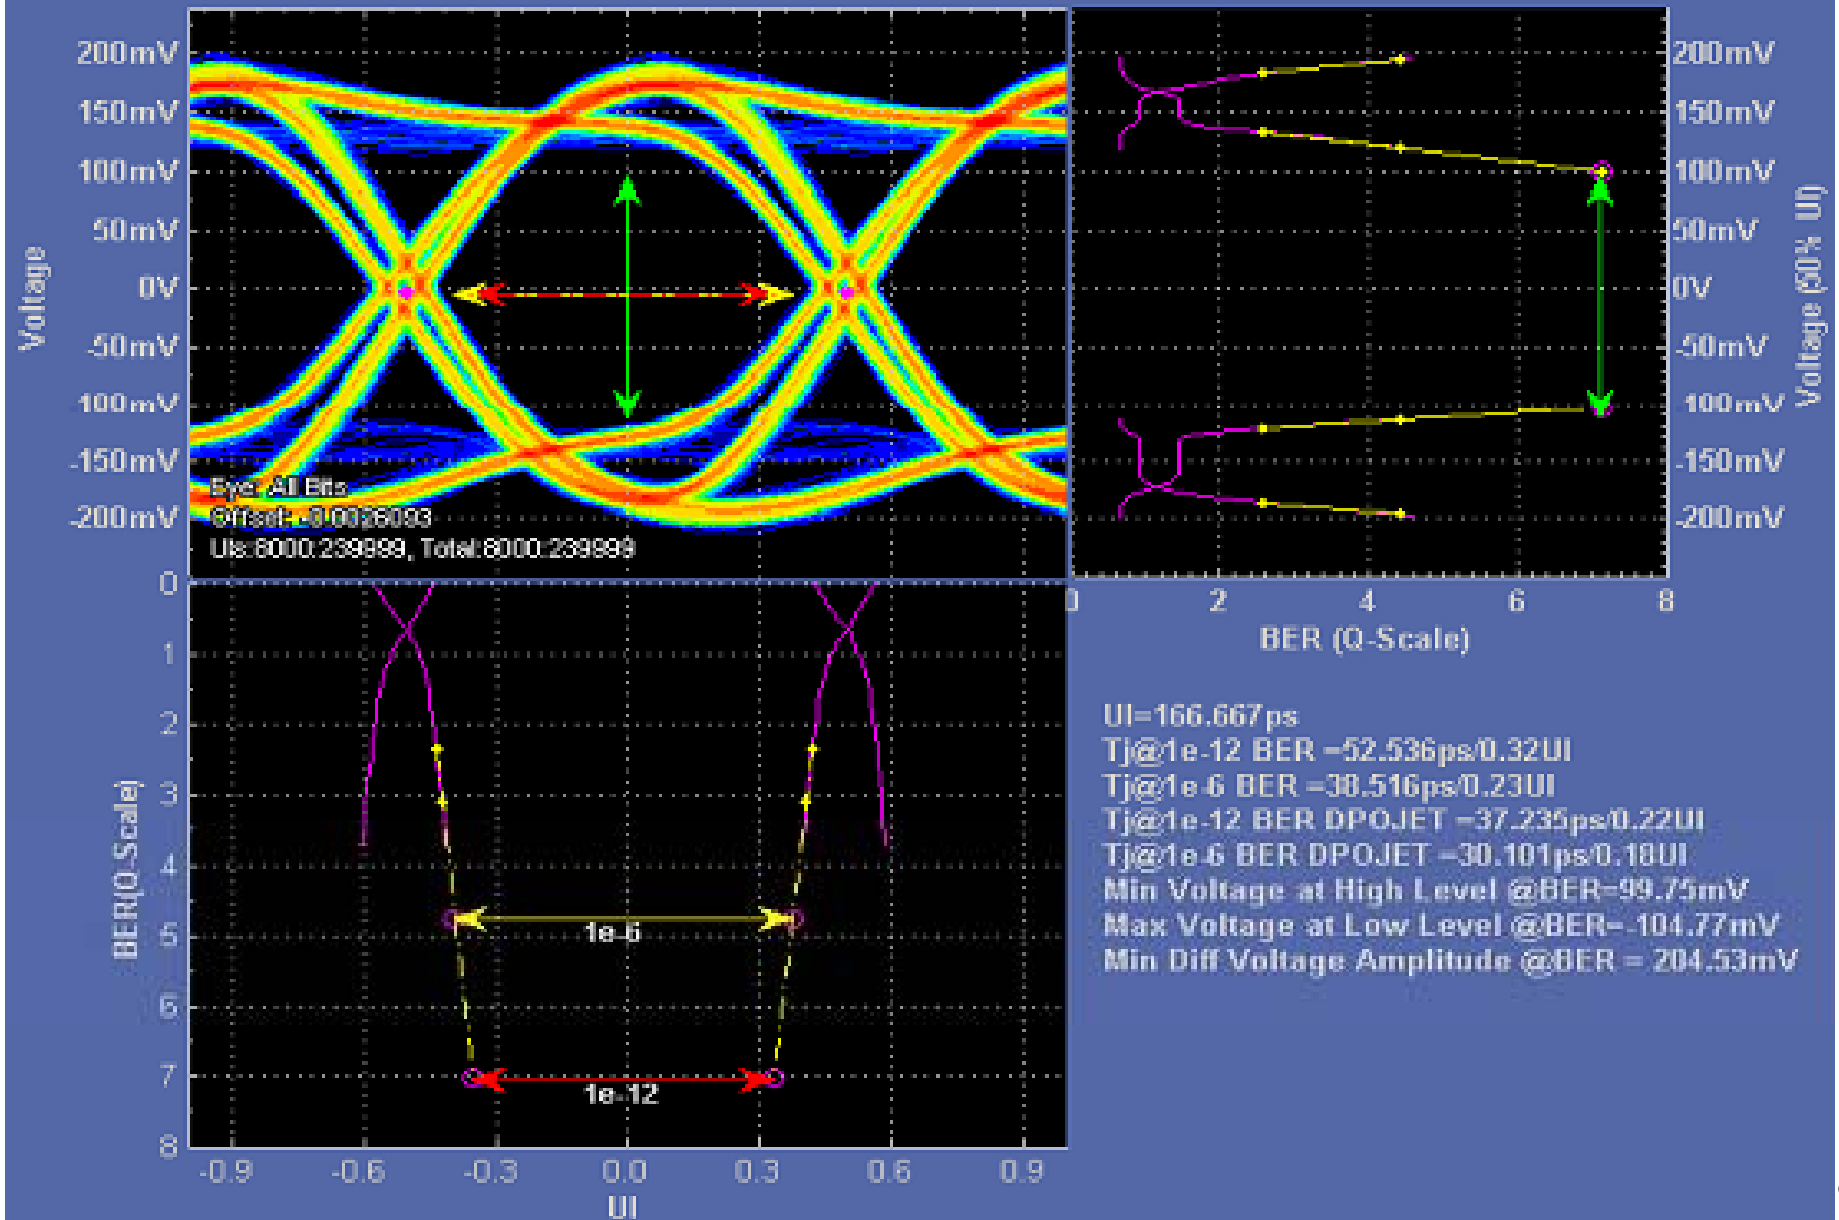 200mV
150mV
100mV
50mV
0V
-50mV
-100mV
-150mV
-200mV
Voltage
Eye: All Bits
Offset: -0.0026093
UIs:8000:239999, Total:8000:239999
200mV
150mV
100mV
50mV
0V
-50mV
-100mV
-150mV
-200mV
Voltage (60% UI)
0 2 4 6 8
BER (Q-Scale)
0
1
2
3
4
5
6
7
8
BER(Q-Scale)
1e-6
1e-12
-0.9 -0.6 -0.3 0.0 0.3 0.6 0.9
UI
UI=166.667ps
Tj@1e-12 BER =52.536ps/0.32UI
Tj@1e-6 BER =38.516ps/0.23UI
Tj@1e-12 BER DPOJET =37.235ps/0.22UI
Tj@1e-6 BER DPOJET =30.101ps/0.18UI
Min Voltage at High Level @BER=99.75mV
Max Voltage at Low Level @BER=-104.77mV
Min Diff Voltage Amplitude @BER = 204.53mV